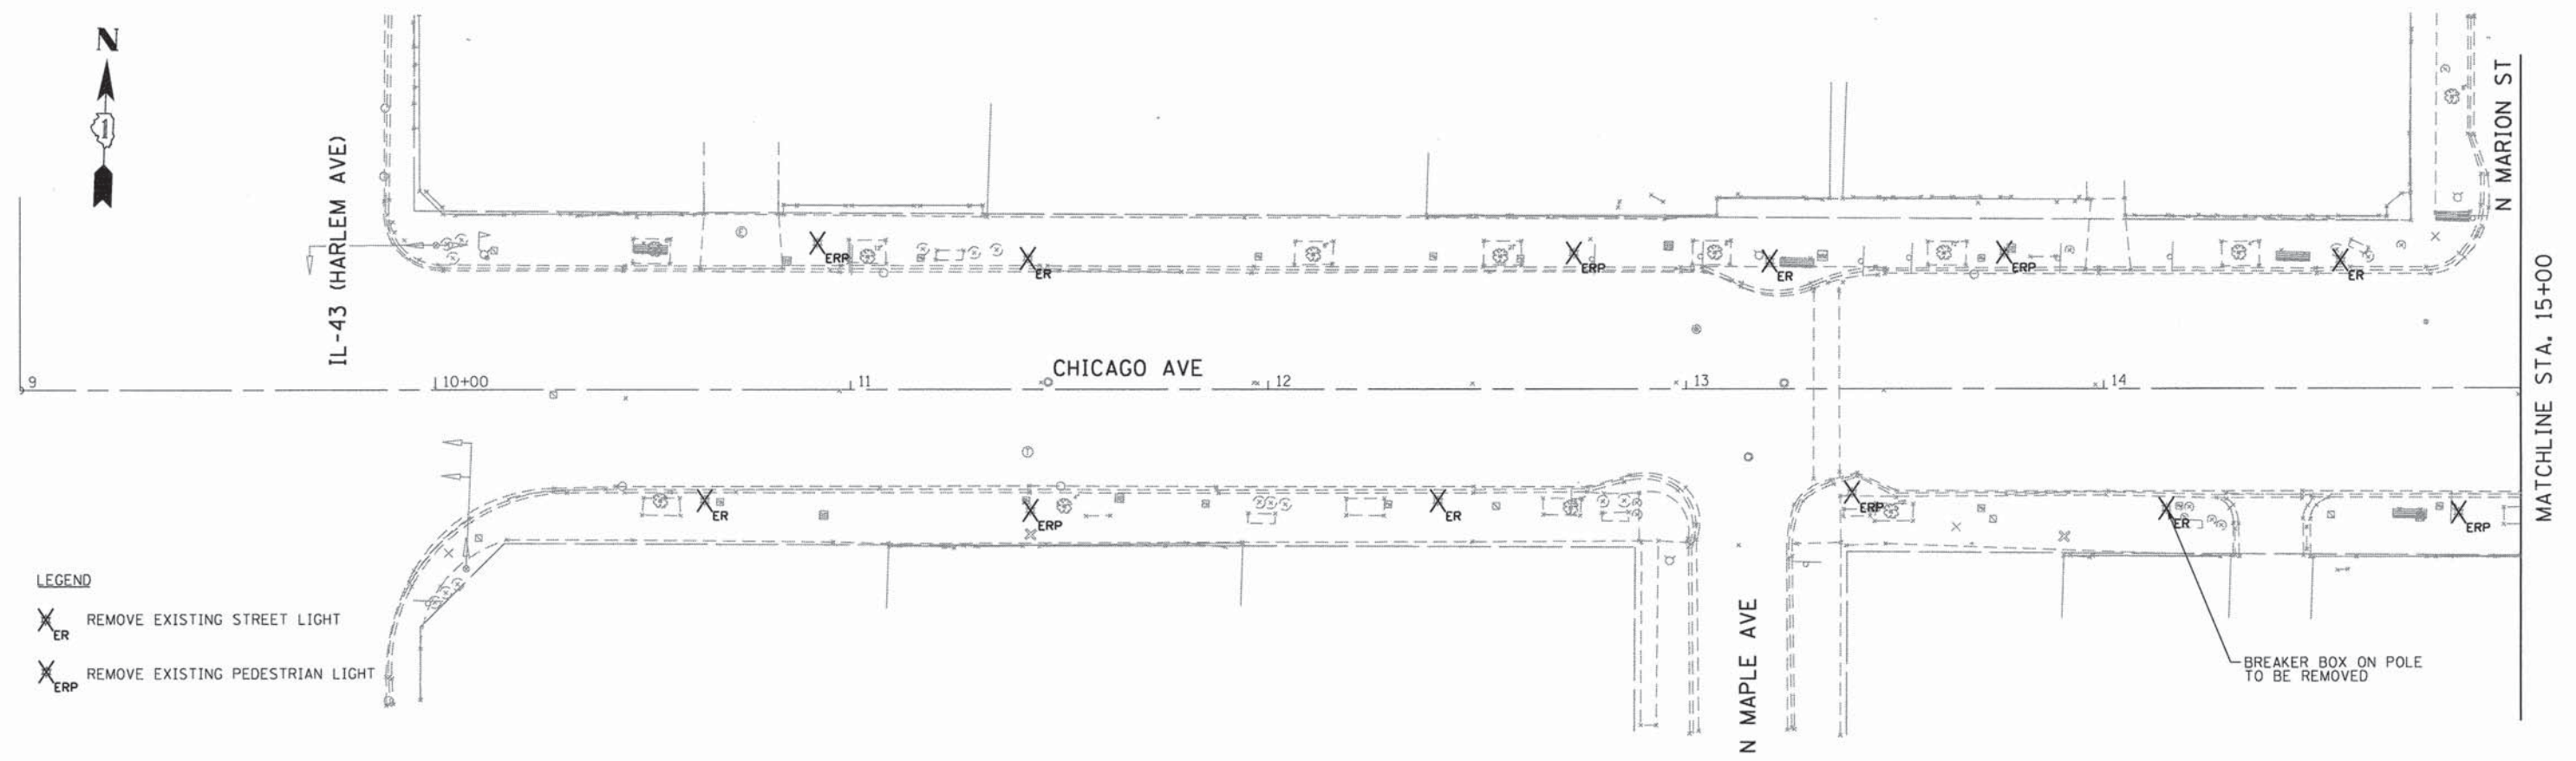 N
IL-43 (HARLEM AVE)
N MARION ST
ERP
ER
ERP
ER
ERP
ER
MATCHLINE STA. 15+00
CHICAGO AVE
9
10+00
11
12
13
14
E
T
ER
ERP
ER
ERP
ER
ERP
N MAPLE AVE
BREAKER BOX ON POLE
TO BE REMOVED
LEGEND
ER REMOVE EXISTING STREET LIGHT
ERP REMOVE EXISTING PEDESTRIAN LIGHT